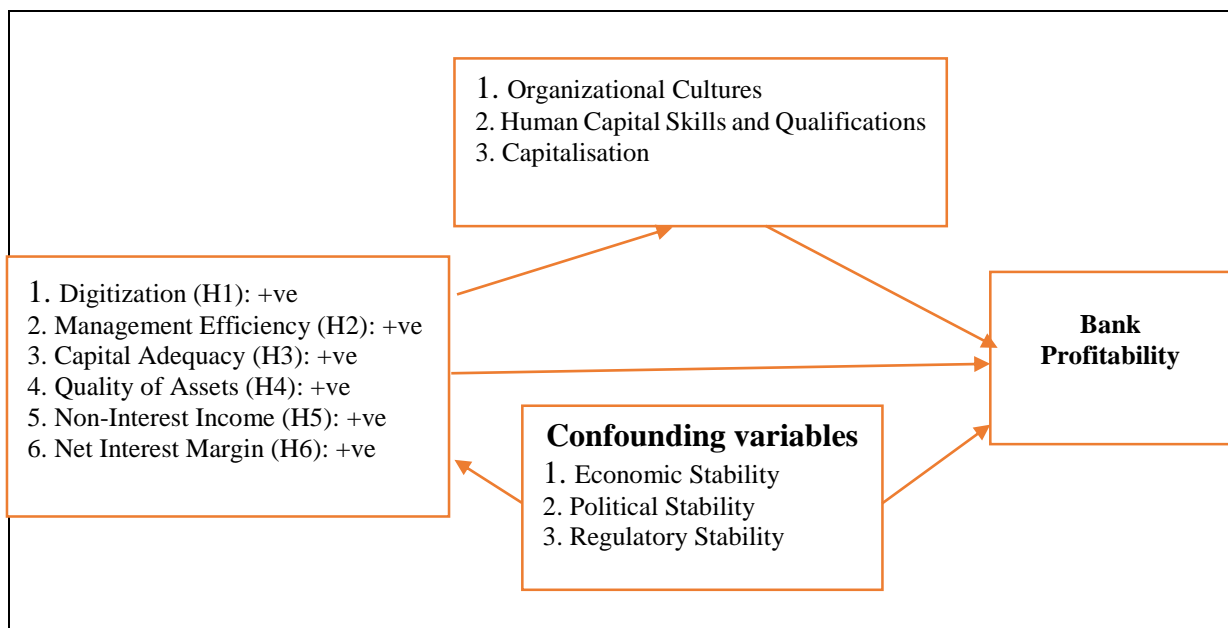 1. Organizational Cultures
2. Human Capital Skills and Qualifications
3. Capitalisation
1. Digitization (H1): +ve
2. Management Efficiency (H2): +ve
3. Capital Adequacy (H3): +ve
4. Quality of Assets (H4): +ve
5. Non-Interest Income (H5): +ve
6. Net Interest Margin (H6): +ve
Bank
Profitability
Confounding variables
1. Economic Stability
2. Political Stability
3. Regulatory Stability